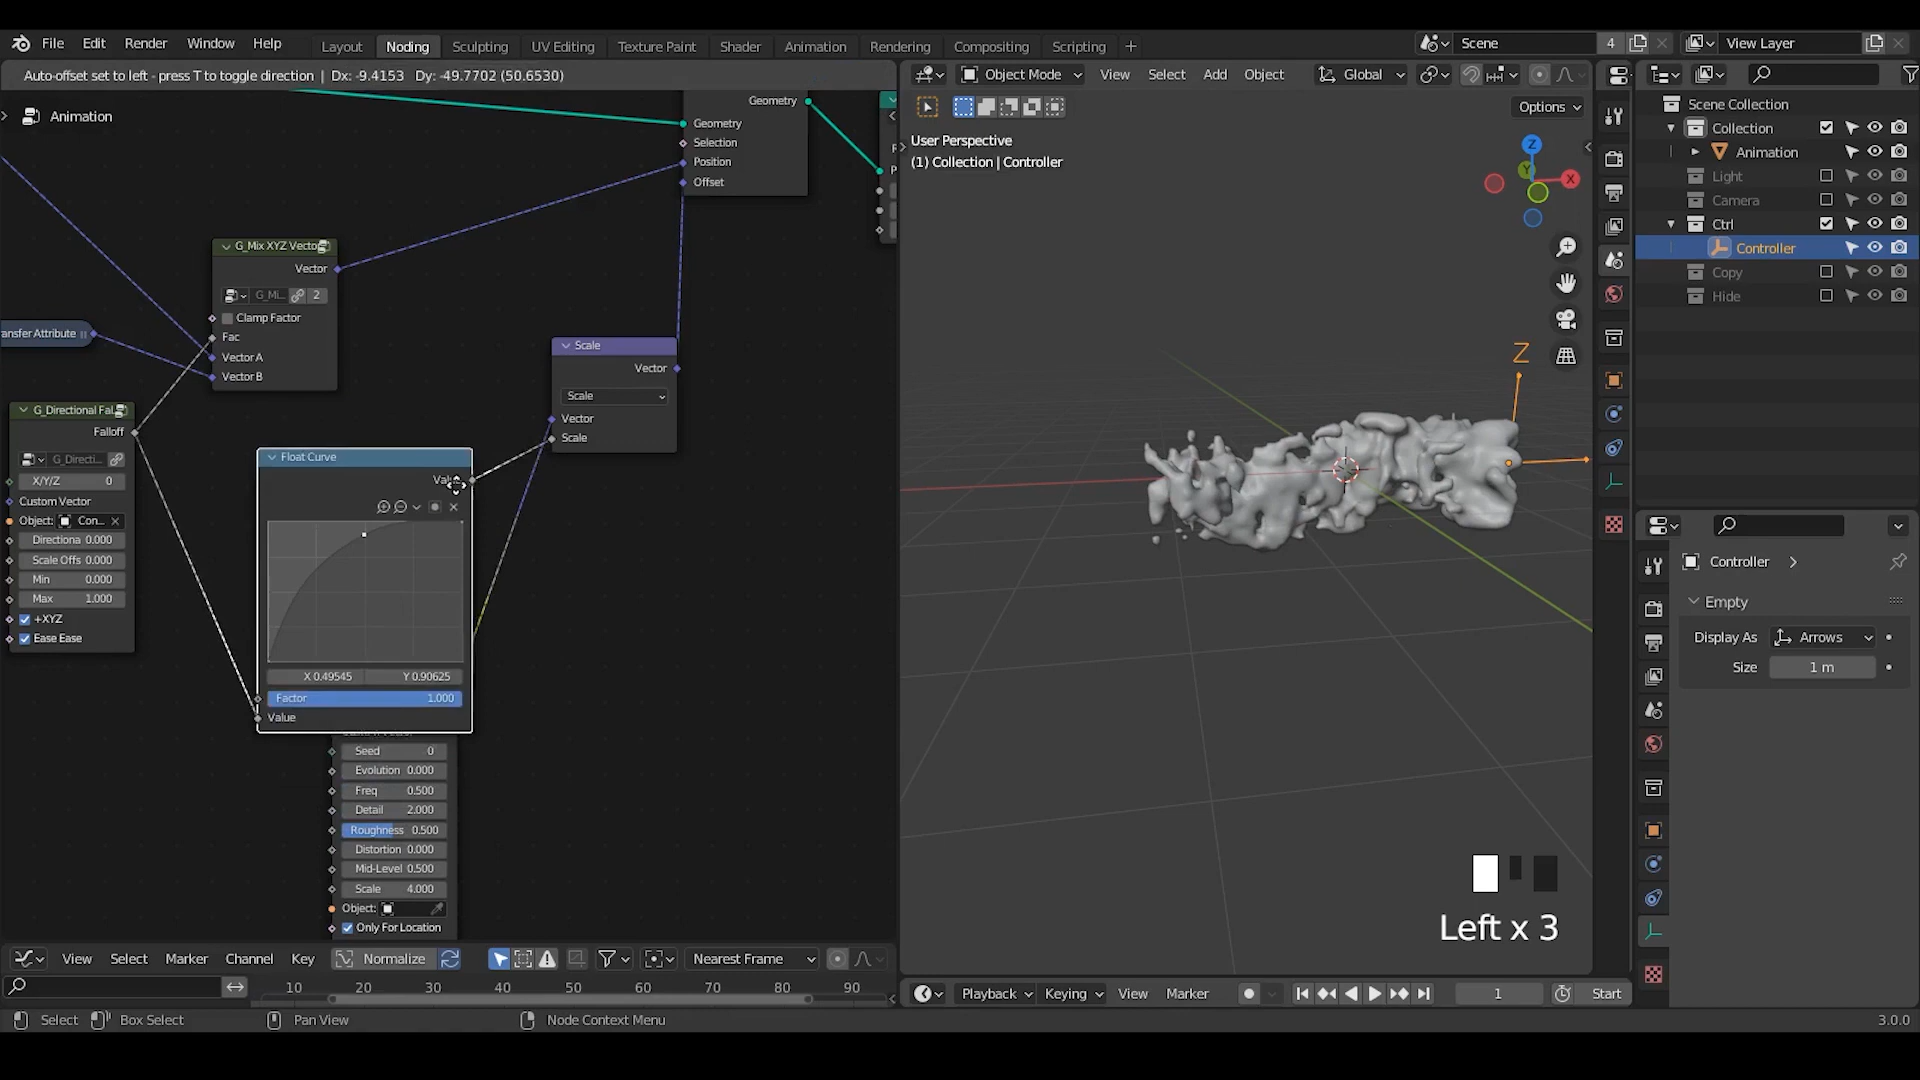 File Edit Render Window Help
Layout Noding Sculpting UV Editing Texture Paint Shader Animation Rendering Compositing Scripting +
Scene 4 View Layer
Auto-offset set to left - press T to toggle direction | Dx: -9.4153 Dy: -49.7702 (50.6530)
Object Mode View Select Add Object Global
Options
Animation
Geometry
Geometry
Selection
Position
Offset
G_Mix XYZ Vector
Vector
G_Mi... 2
Clamp Factor
Fac
Vector A
Vector B
ansfer Attribute
G_Directional Fal
Falloff
G_Directi...
X/Y/Z 0
Custom Vector
Object: Con...
Directiona 0.000
Scale Offs 0.000
Min 0.000
Max 1.000
+XYZ
Ease Ease
Scale
Vector
Scale
Vector
Scale
Float Curve
X 0.49545 Y 0.90625
Factor 1.000
Value
Seed 0
Evolution 0.000
Freq 0.500
Detail 2.000
Roughness 0.500
Distortion 0.000
Mid-Level 0.500
Scale 4.000
Object:
Only For Location
User Perspective
(1) Collection | Controller
Z
X
Y
Z
Left x 3
Scene Collection
Collection
Animation
Light
Camera
Ctrl
Controller
Copy
Hide
Controller
Empty
Display As Arrows
Size 1 m
View Select Marker Channel Key Normalize Nearest Frame
10 20 30 40 50 60 70 80 90
Playback Keying View Marker 1 Start
Select Box Select Pan View Node Context Menu 3.0.0